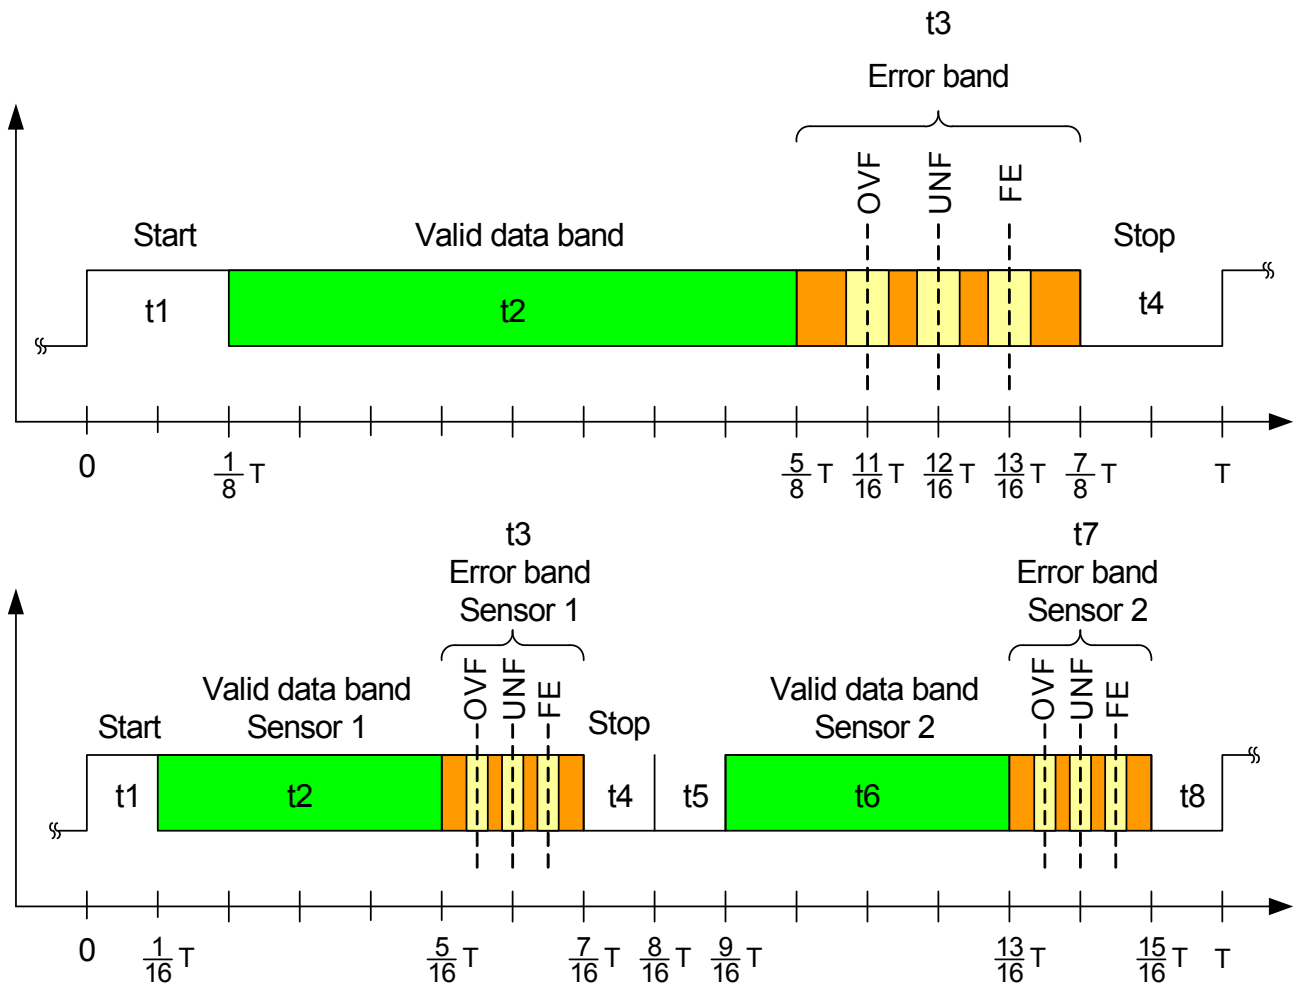 t3
Error band
OVF
UNF
FE
Start
Valid data band
Stop
t1
t2
t4
0
1/8 T
5/8 T
11/16 T
12/16 T
13/16 T
7/8 T
T
t3
Error band
Sensor 1
t7
Error band
Sensor 2
Valid data band
Sensor 1
OVF
UNF
FE
Valid data band
Sensor 2
OVF
UNF
FE
Start
Stop
t1
t2
t4
t5
t6
t8
0
1/16 T
5/16 T
7/16 T
8/16 T
9/16 T
13/16 T
15/16 T
T